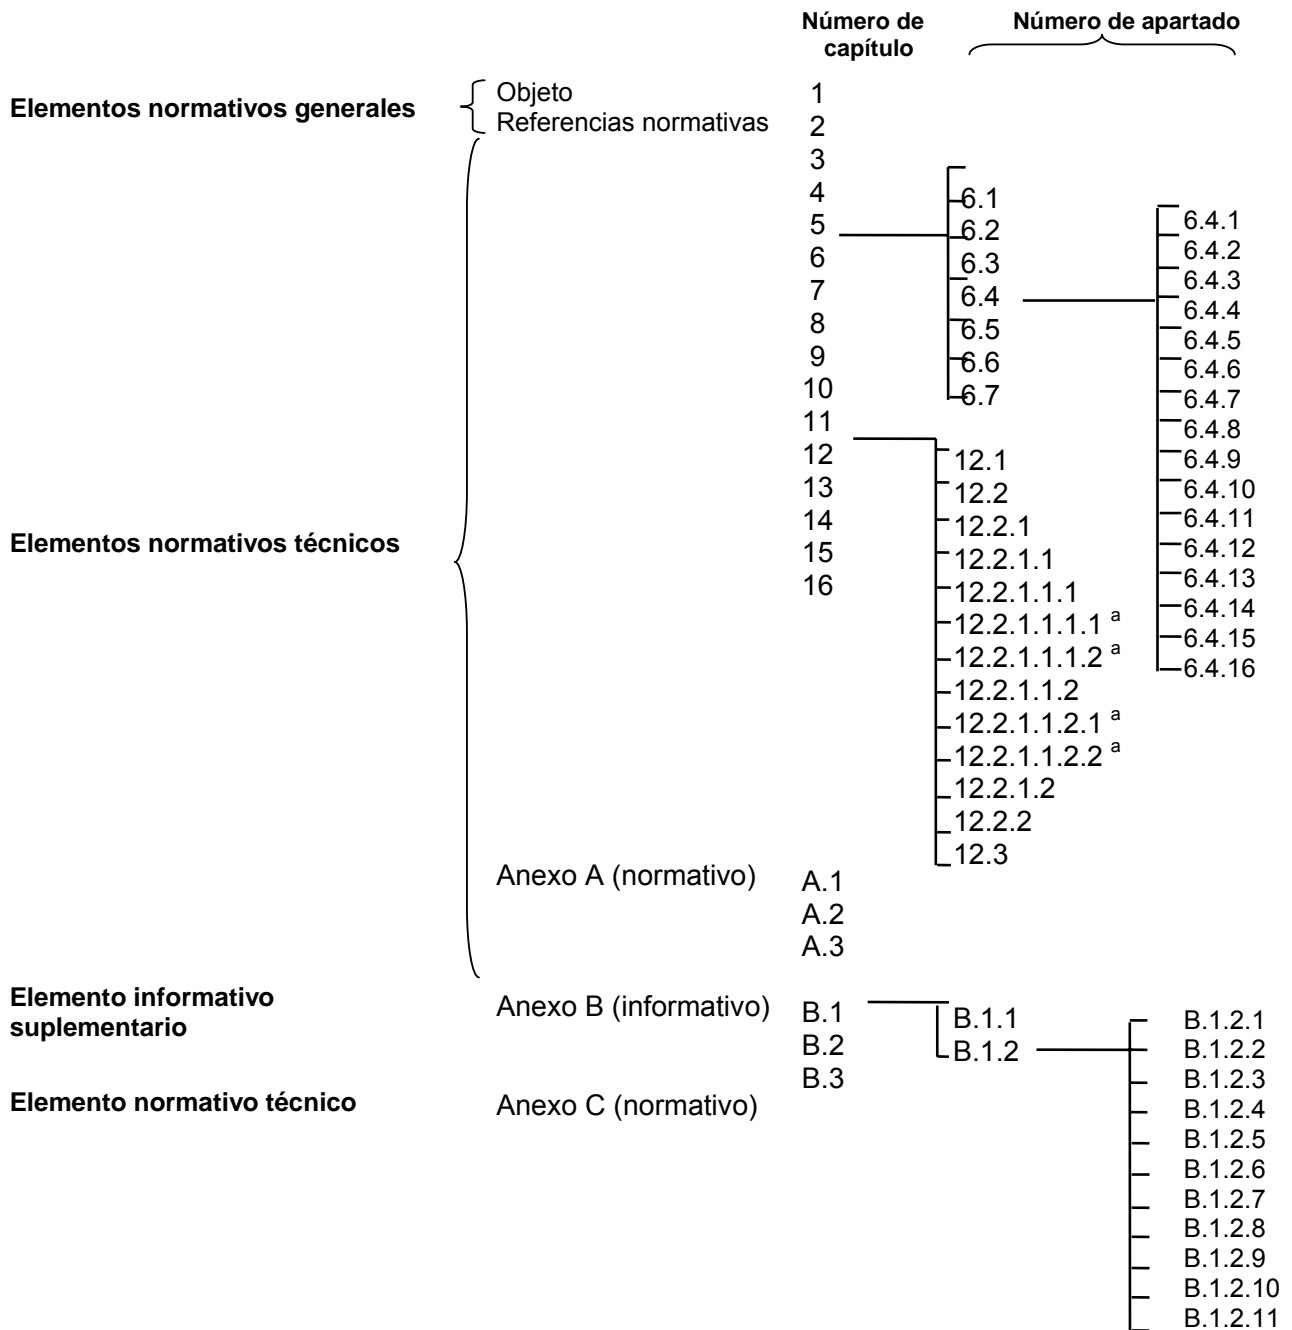 Número de capítulo
Número de apartado
Elementos normativos generales
Objeto
Referencias normativas
1
2
3
4
5
6
7
8
9
10
11
12
13
14
15
16
6.1
6.2
6.3
6.4
6.5
6.6
6.7
6.4.1
6.4.2
6.4.3
6.4.4
6.4.5
6.4.6
6.4.7
6.4.8
6.4.9
6.4.10
6.4.11
6.4.12
6.4.13
6.4.14
6.4.15
6.4.16
Elementos normativos técnicos
12.1
12.2
12.2.1
12.2.1.1
12.2.1.1.1
12.2.1.1.1.1 a
12.2.1.1.1.2 a
12.2.1.1.2
12.2.1.1.2.1 a
12.2.1.1.2.2 a
12.2.1.2
12.2.2
12.3
Anexo A (normativo)
A.1
A.2
A.3
Elemento informativo
suplementario
Anexo B (informativo)
B.1
B.2
B.3
B.1.1
B.1.2
B.1.2.1
B.1.2.2
B.1.2.3
B.1.2.4
B.1.2.5
B.1.2.6
B.1.2.7
B.1.2.8
B.1.2.9
B.1.2.10
B.1.2.11
Elemento normativo técnico
Anexo C (normativo)